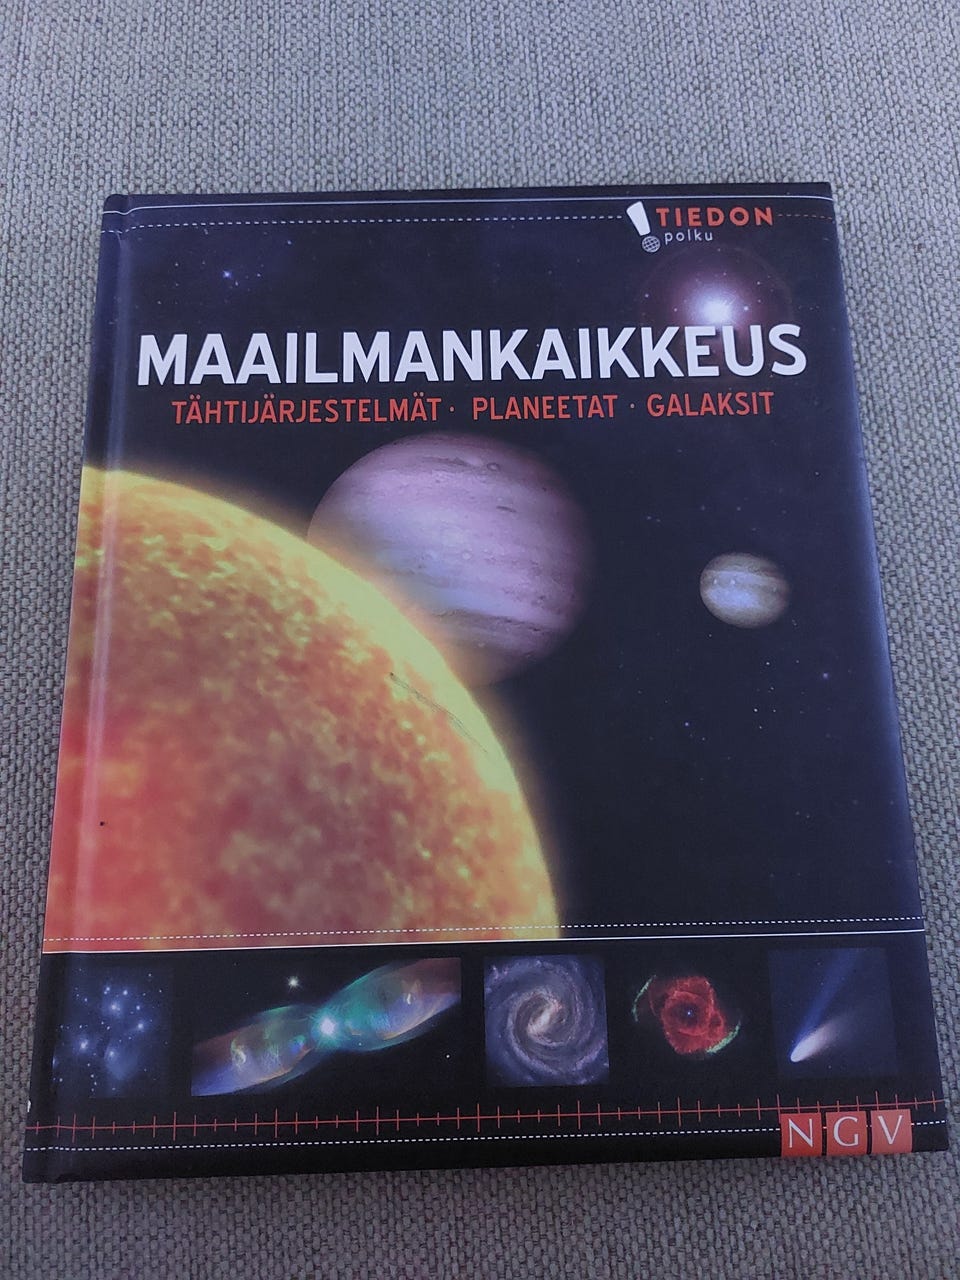 TIEDON
polku
MAAILMANKAIKKEUS
TÄHTIJÄRJESTELMÄT · PLANEETAT · GALAKSIT
NGV